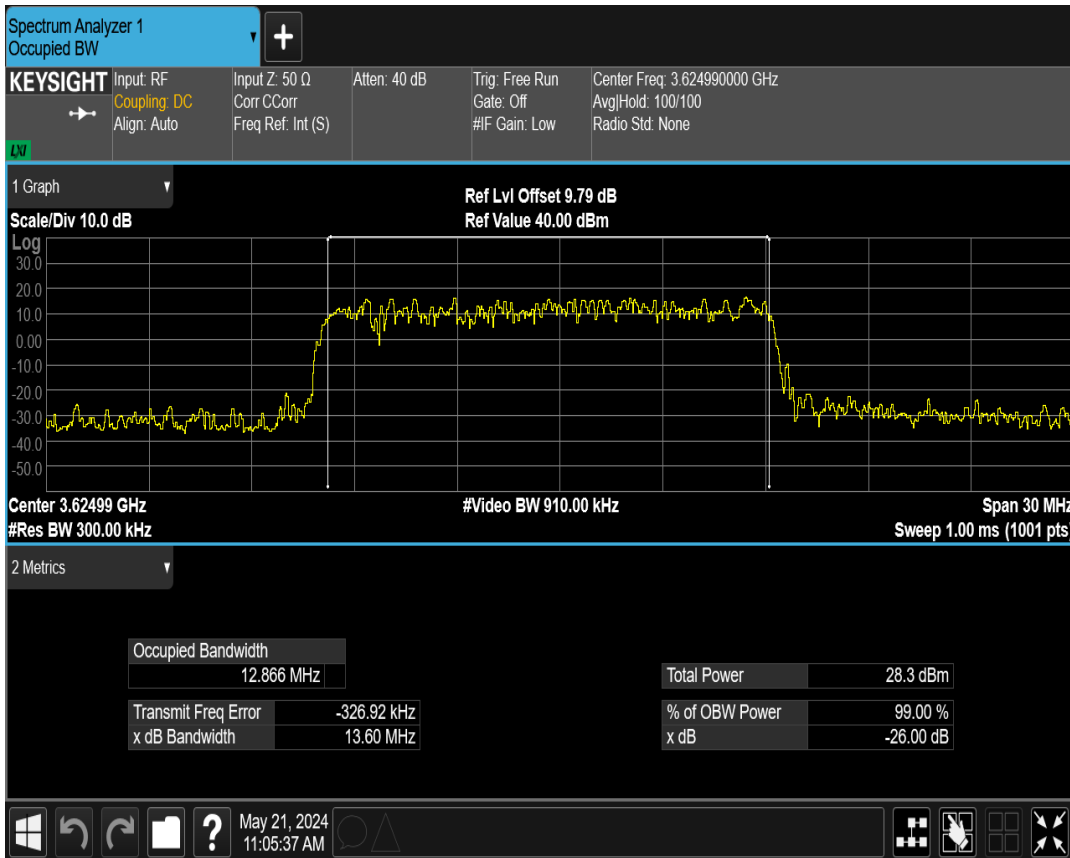 Spectrum Analyzer 1
Occupied BW
+
KEYSIGHT
LXI
Input: RF
Coupling: DC
Align: Auto
Input Z: 50 Ω
Corr CCorr
Freq Ref: Int (S)
Atten: 40 dB
Trig: Free Run
Gate: Off
#IF Gain: Low
Center Freq: 3.624990000 GHz
Avg|Hold: 100/100
Radio Std: None
1 Graph
Ref Lvl Offset 9.79 dB
Scale/Div 10.0 dB
Ref Value 40.00 dBm
Log
30.0
20.0
10.0
0.00
-10.0
-20.0
-30.0
-40.0
-50.0
Center 3.62499 GHz
#Video BW 910.00 kHz
Span 30 MHz
#Res BW 300.00 kHz
Sweep 1.00 ms (1001 pts)
2 Metrics
Occupied Bandwidth
12.866 MHz
Total Power 28.3 dBm
Transmit Freq Error -326.92 kHz
% of OBW Power 99.00 %
x dB Bandwidth 13.60 MHz
x dB -26.00 dB
?
May 21, 2024
11:05:37 AM